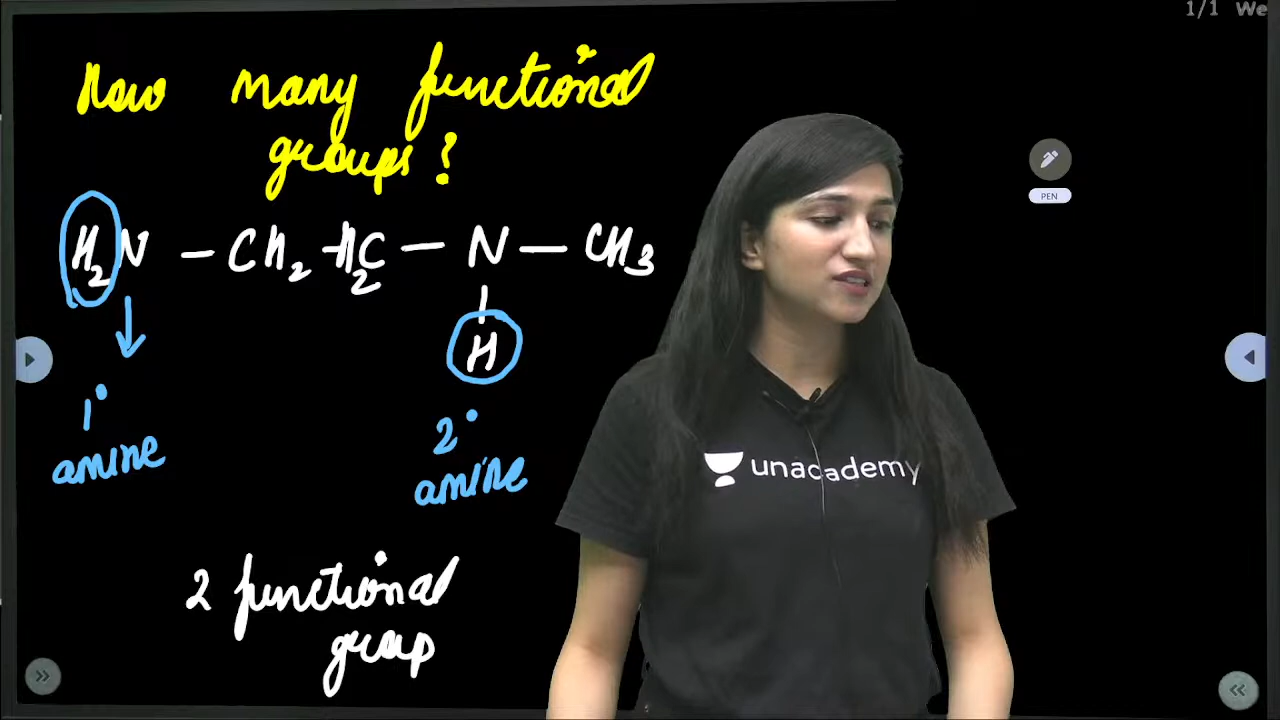 1/1 We
How many functional
groups?
PEN
H2N - CH2 - H2C - N - CH3
H
1° amine
2° amine
unacademy
2 functional
group